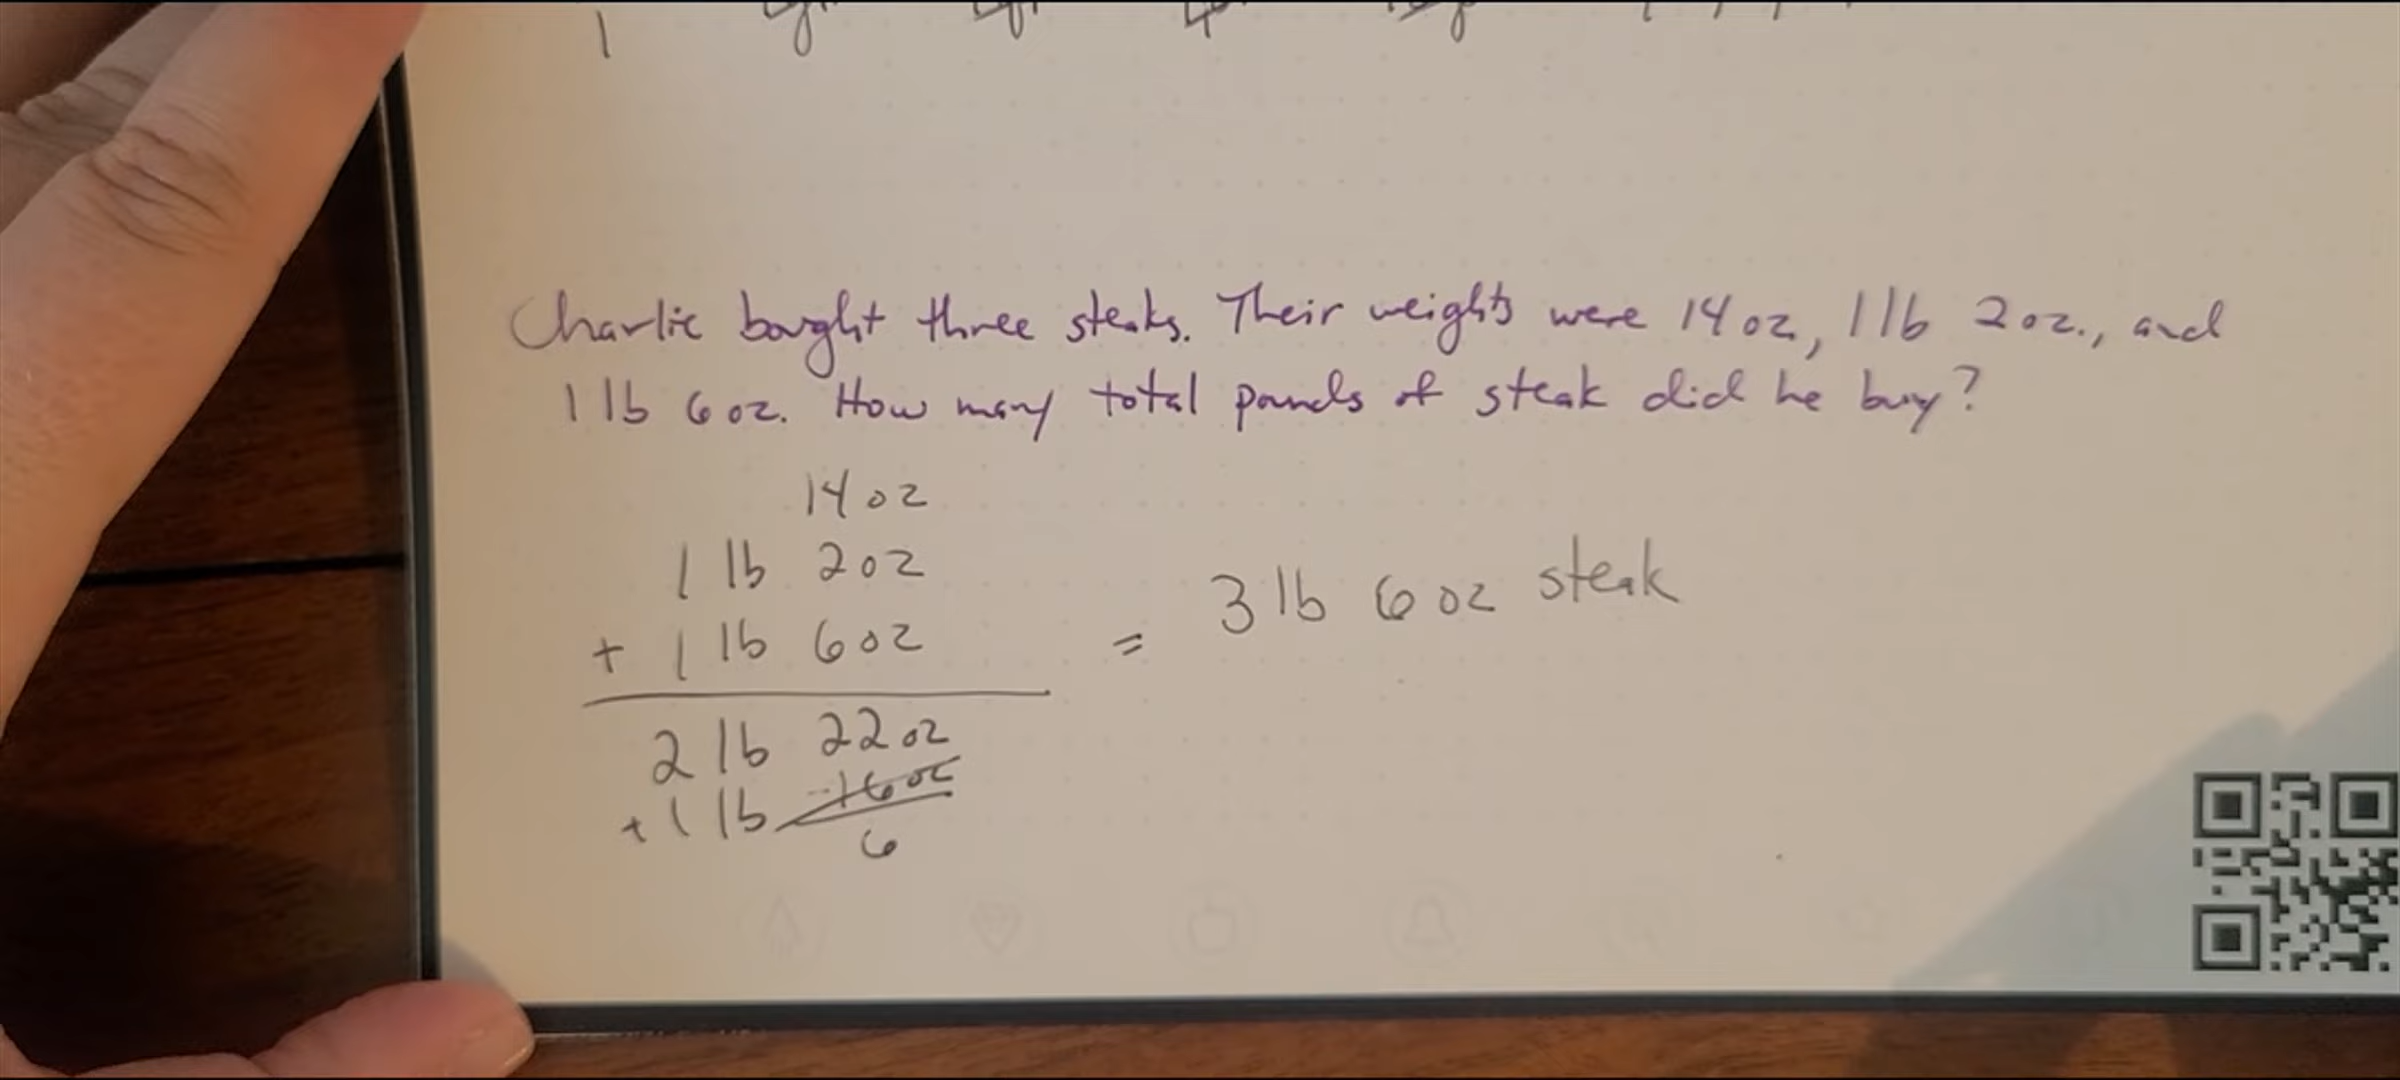 Charlie bought three steaks. Their weights were 14 oz, 1 lb 2 oz., and
1 lb 6 oz. How many total pounds of steak did he buy?
14 oz
1 lb 2 oz
+ 1 lb 6 oz
= 3 lb 6 oz steak
2 lb 22 oz
+ 1 lb -16 oz
6